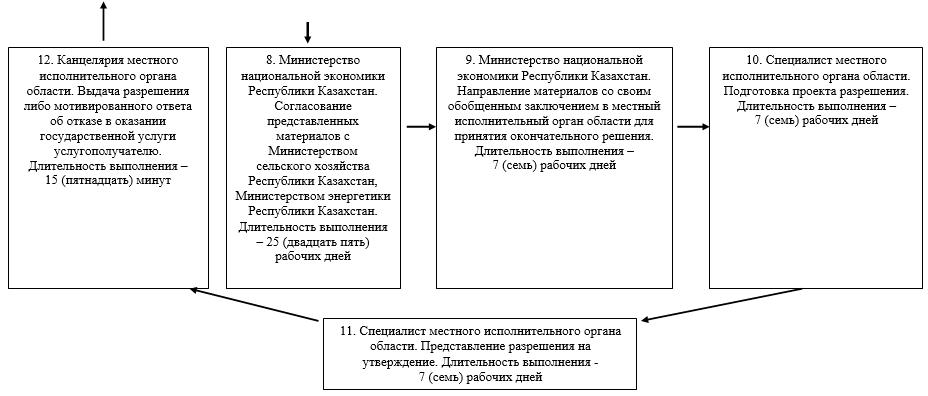 12. Канцелярия местного
исполнительного органа
области. Выдача разрешения
либо мотивированного ответа
об отказе в оказании
государственной услуги
услугополучателю.
Длительность выполнения –
15 (пятнадцать) минут
8. Министерство
национальной экономики
Республики Казахстан.
Согласование
представленных
материалов с
Министерством
сельского хозяйства
Республики Казахстан,
Министерством энергетики
Республики Казахстан.
Длительность выполнения
– 25 (двадцать пять)
рабочих дней
9. Министерство национальной
экономики Республики Казахстан.
Направление материалов со своим
обобщенным заключением в местный
исполнительный орган области для
принятия окончательного решения.
Длительность выполнения –
7 (семь) рабочих дней
10. Специалист местного
исполнительного органа области.
Подготовка проекта разрешения.
Длительность выполнения –
7 (семь) рабочих дней
11. Специалист местного исполнительного органа
области. Представление разрешения на
утверждение. Длительность выполнения -
7 (семь) рабочих дней